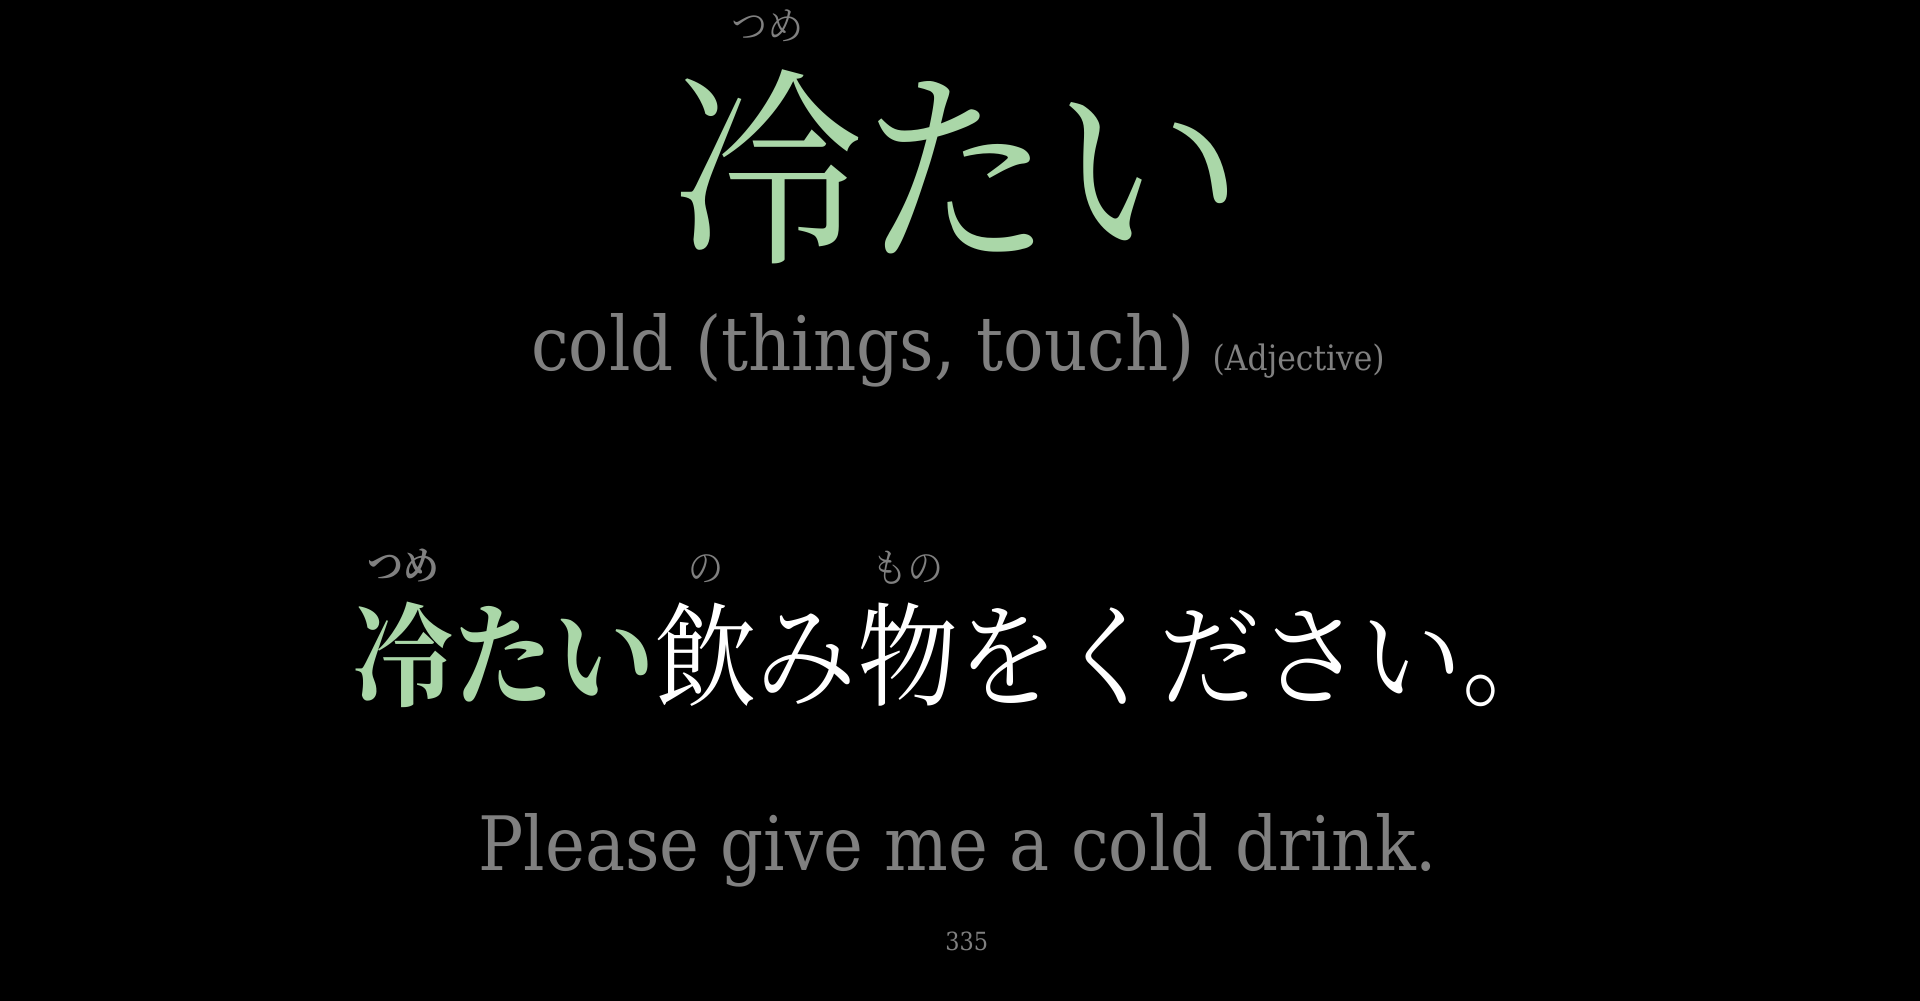 つめ
冷たい
cold (things, touch) (Adjective)
つめ の もの
冷たい飲み物をください。
Please give me a cold drink.
335